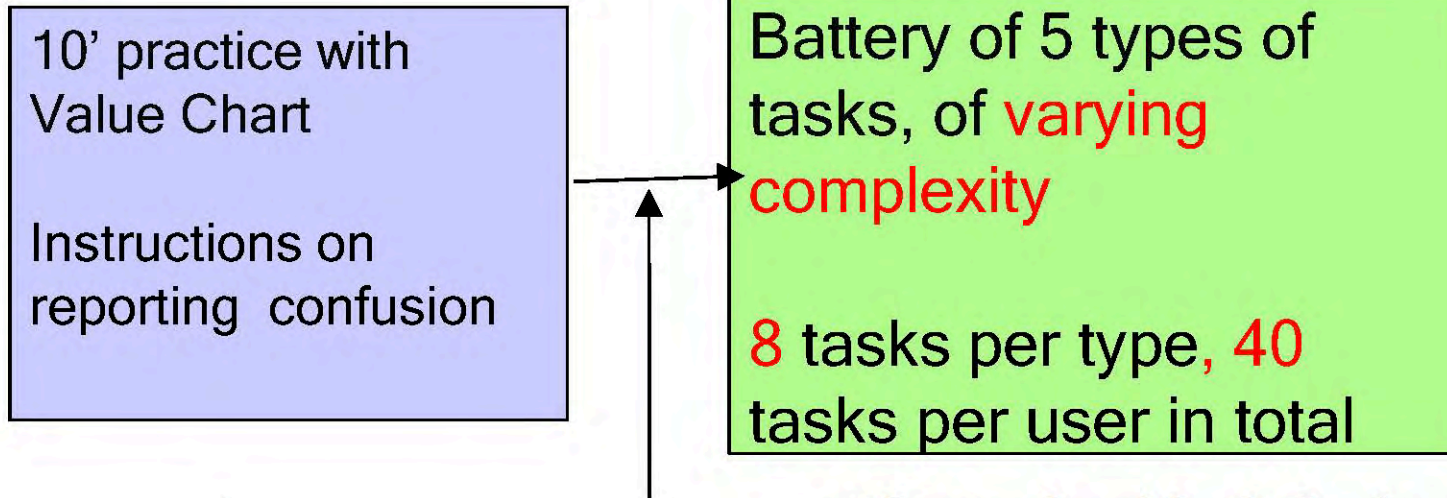 10’ practice with
Value Chart
Instructions on
reporting  confusion
Battery of 5 types of
tasks, of varying
complexity
8 tasks per type, 40
tasks per user in total